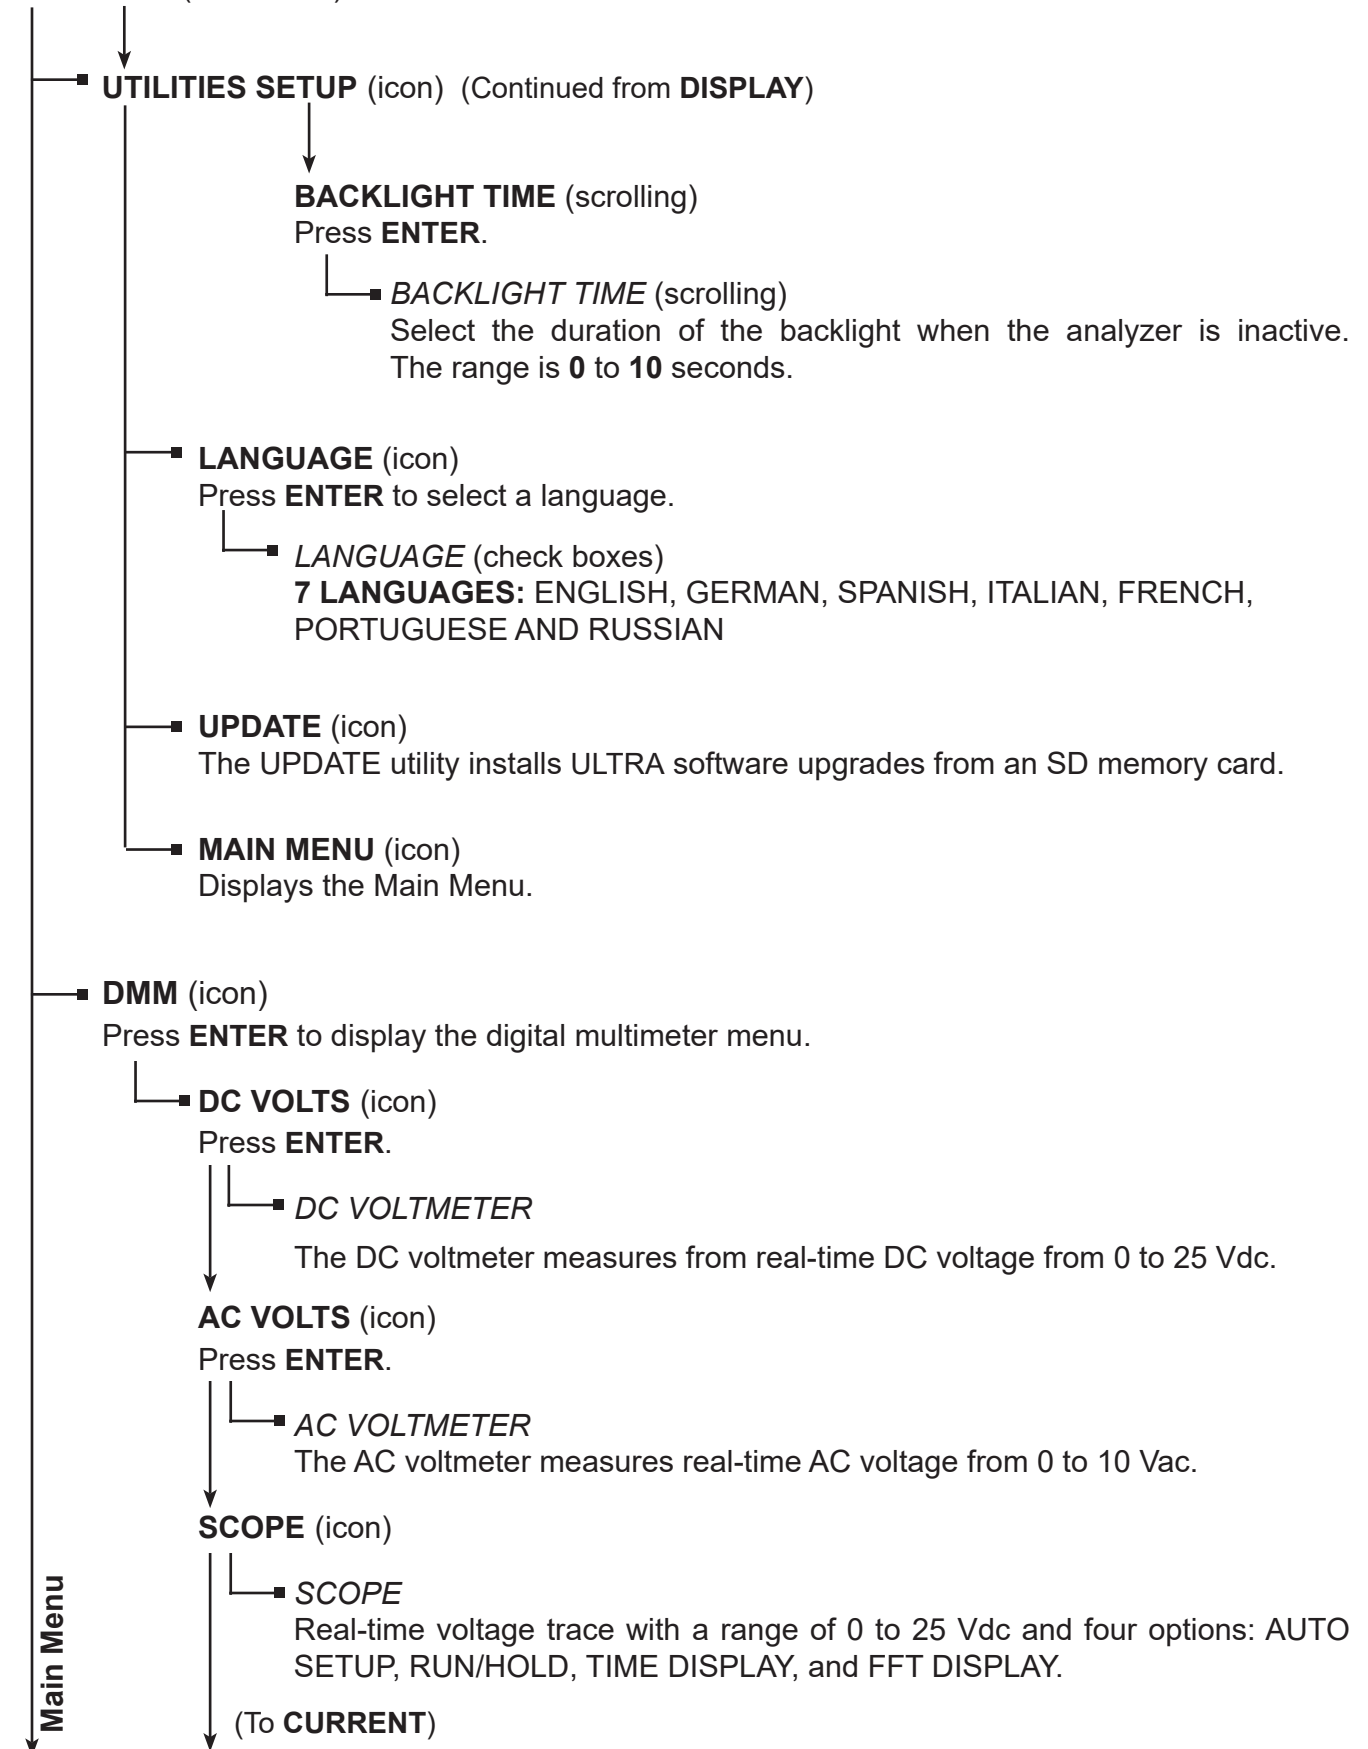 UTILITIES SETUP (icon) (Continued from DISPLAY)
BACKLIGHT TIME (scrolling)
Press ENTER.
BACKLIGHT TIME (scrolling)
Select the duration of the backlight when the analyzer is inactive.
The range is 0 to 10 seconds.
LANGUAGE (icon)
Press ENTER to select a language.
LANGUAGE (check boxes)
7 LANGUAGES: ENGLISH, GERMAN, SPANISH, ITALIAN, FRENCH,
PORTUGUESE AND RUSSIAN
UPDATE (icon)
The UPDATE utility installs ULTRA software upgrades from an SD memory card.
MAIN MENU (icon)
Displays the Main Menu.
DMM (icon)
Press ENTER to display the digital multimeter menu.
DC VOLTS (icon)
Press ENTER.
DC VOLTMETER
The DC voltmeter measures from real-time DC voltage from 0 to 25 Vdc.
AC VOLTS (icon)
Press ENTER.
AC VOLTMETER
The AC voltmeter measures real-time AC voltage from 0 to 10 Vac.
SCOPE (icon)
SCOPE
Real-time voltage trace with a range of 0 to 25 Vdc and four options: AUTO
SETUP, RUN/HOLD, TIME DISPLAY, and FFT DISPLAY.
(To CURRENT)
Main Menu